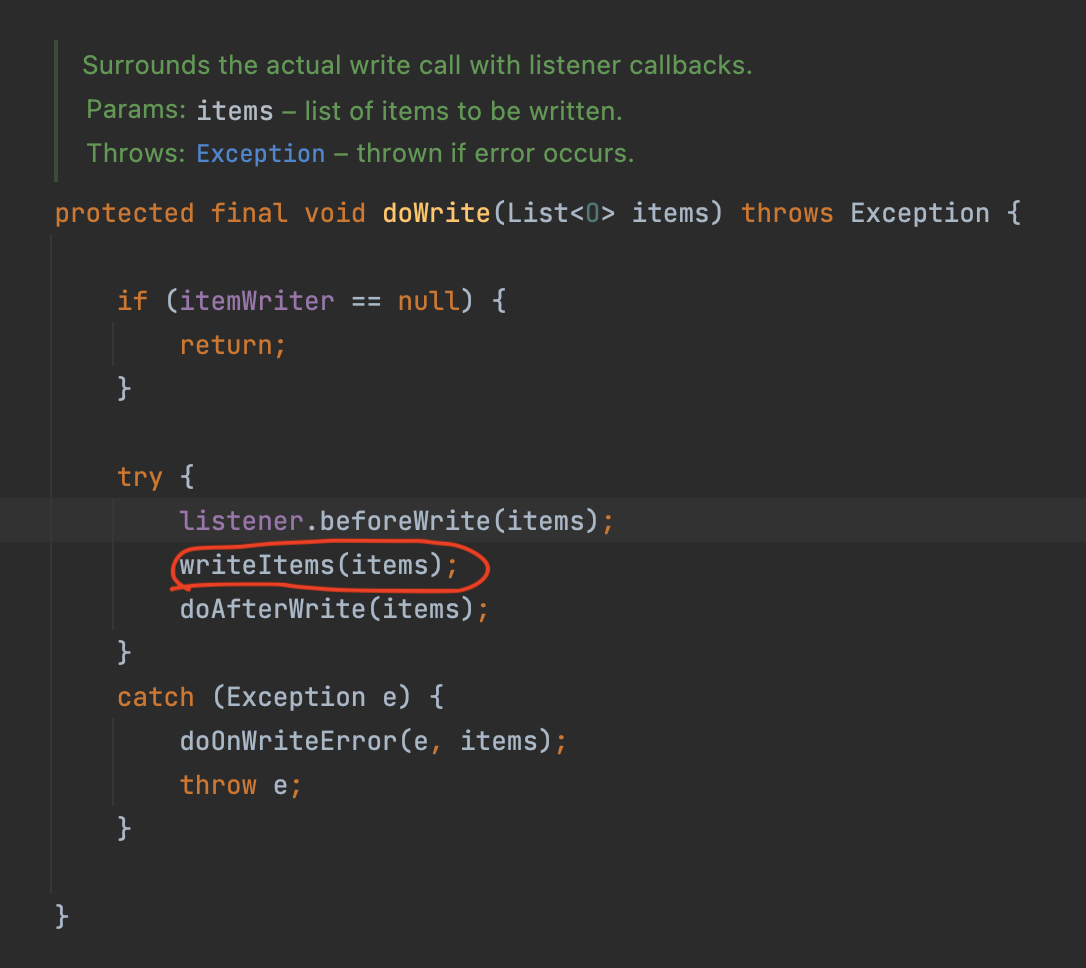 Surrounds the actual write call with listener callbacks.
Params: items – list of items to be written.
Throws: Exception – thrown if error occurs.
protected final void doWrite(List<O> items) throws Exception {
if (itemWriter == null) {
return;
}
try {
listener.beforeWrite(items);
writeItems(items);
doAfterWrite(items);
}
catch (Exception e) {
doOnWriteError(e, items);
throw e;
}
}